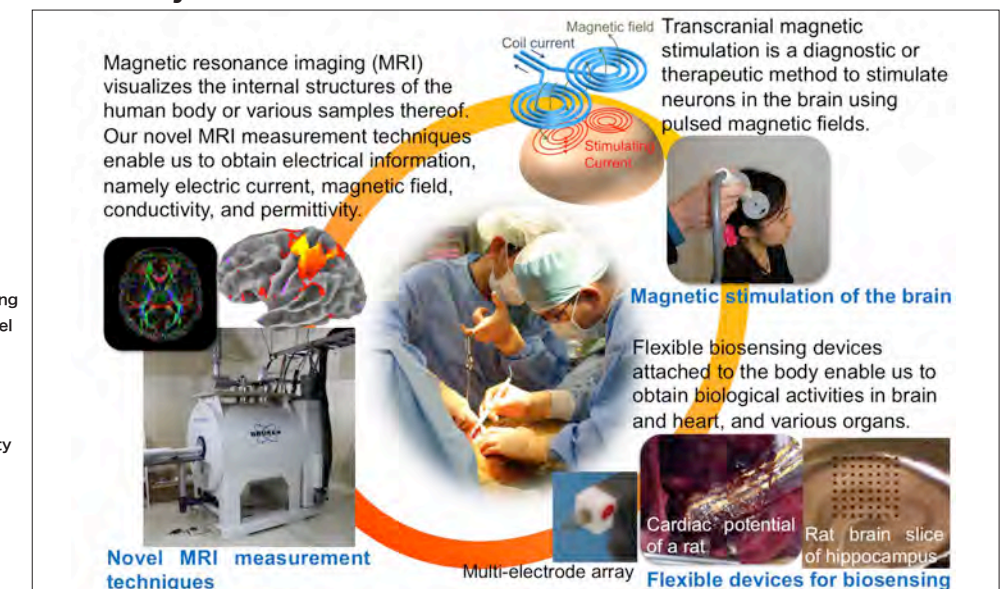 Magnetic resonance imaging (MRI)
visualizes the internal structures of the
human body or various samples thereof.
Our novel MRI measurement techniques
enable us to obtain electrical information,
namely electric current, magnetic field,
conductivity, and permittivity.
Magnetic field
Coil current
Stimulating
Current
Transcranial magnetic
stimulation is a diagnostic or
therapeutic method to stimulate
neurons in the brain using
pulsed magnetic fields.
Magnetic stimulation of the brain
ng
el
ty
BRUKER
Novel MRI measurement
techniques
Flexible biosensing devices
attached to the body enable us to
obtain biological activities in brain
and heart, and various organs.
Multi-electrode array
Cardiac potential
of a rat
Rat brain slice
of hippocampus
Flexible devices for biosensing